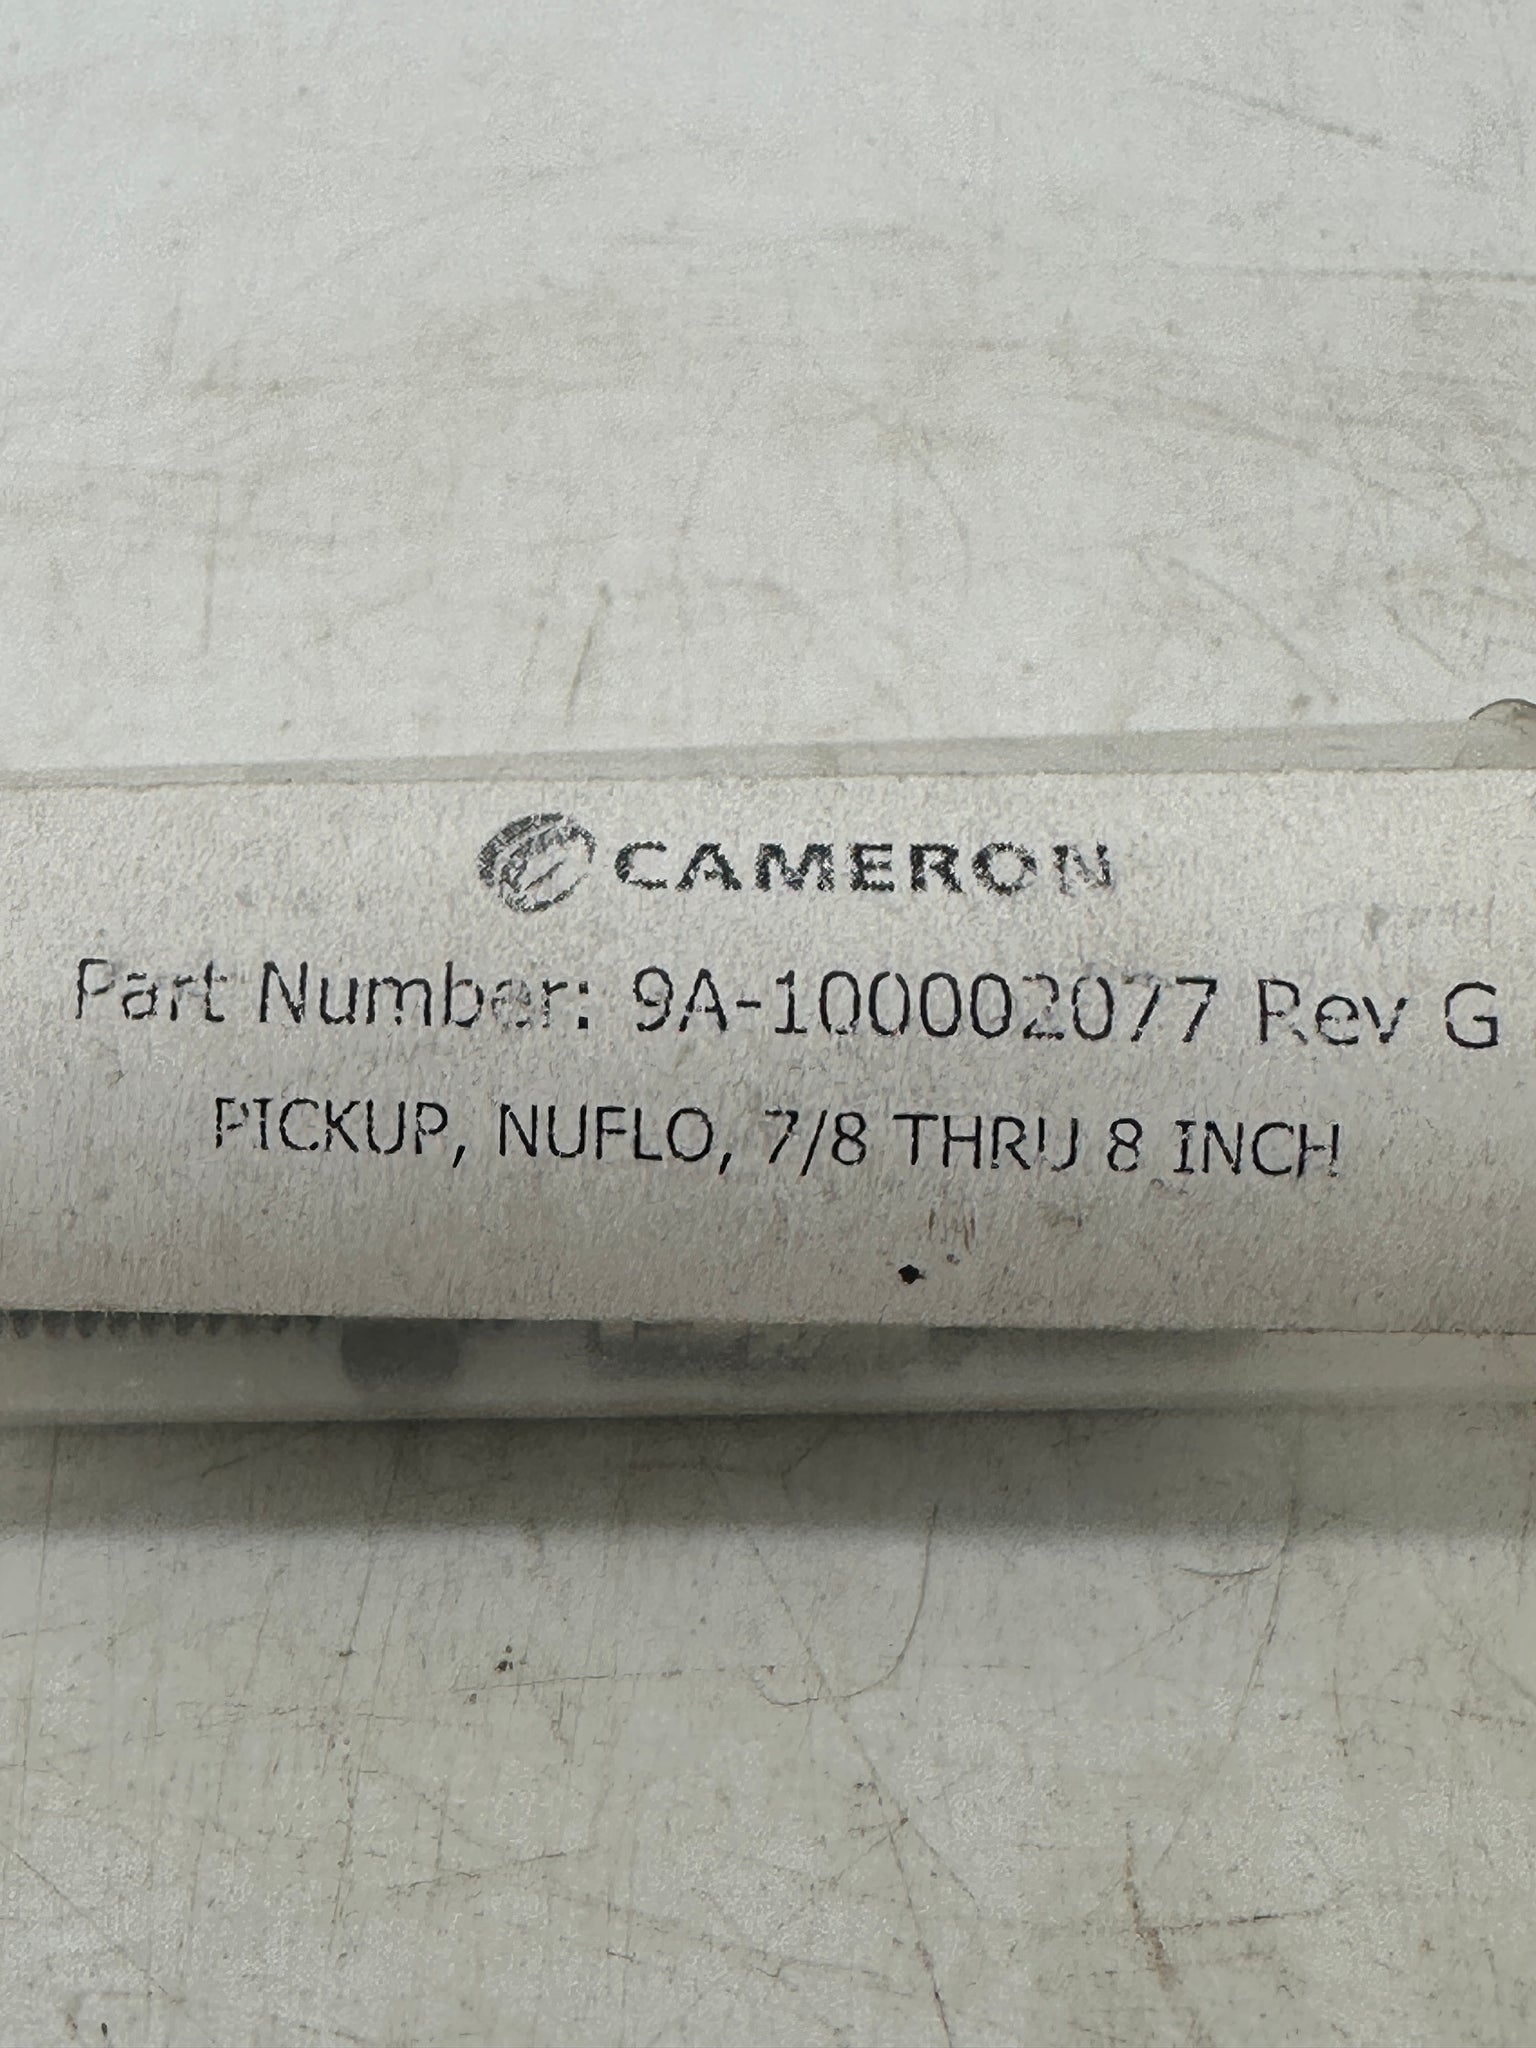 CAMERON
Part Number: 9A-100002077 Rev G
PICKUP, NUFLO, 7/8 THRU 8 INCH